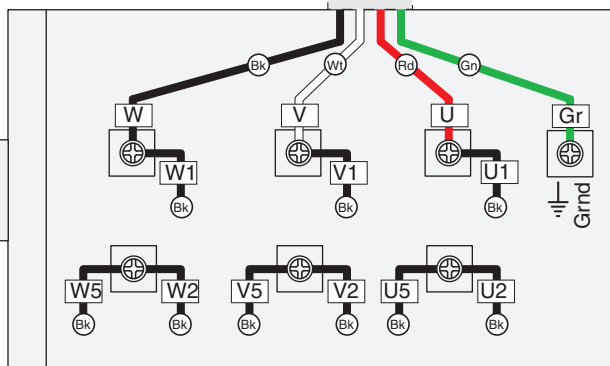 Bk Wt Rd Gn
W V U Gr
W1 V1 U1
Bk Bk Bk Grnd
W5 W2 V5 V2 U5 U2
Bk Bk Bk Bk Bk Bk